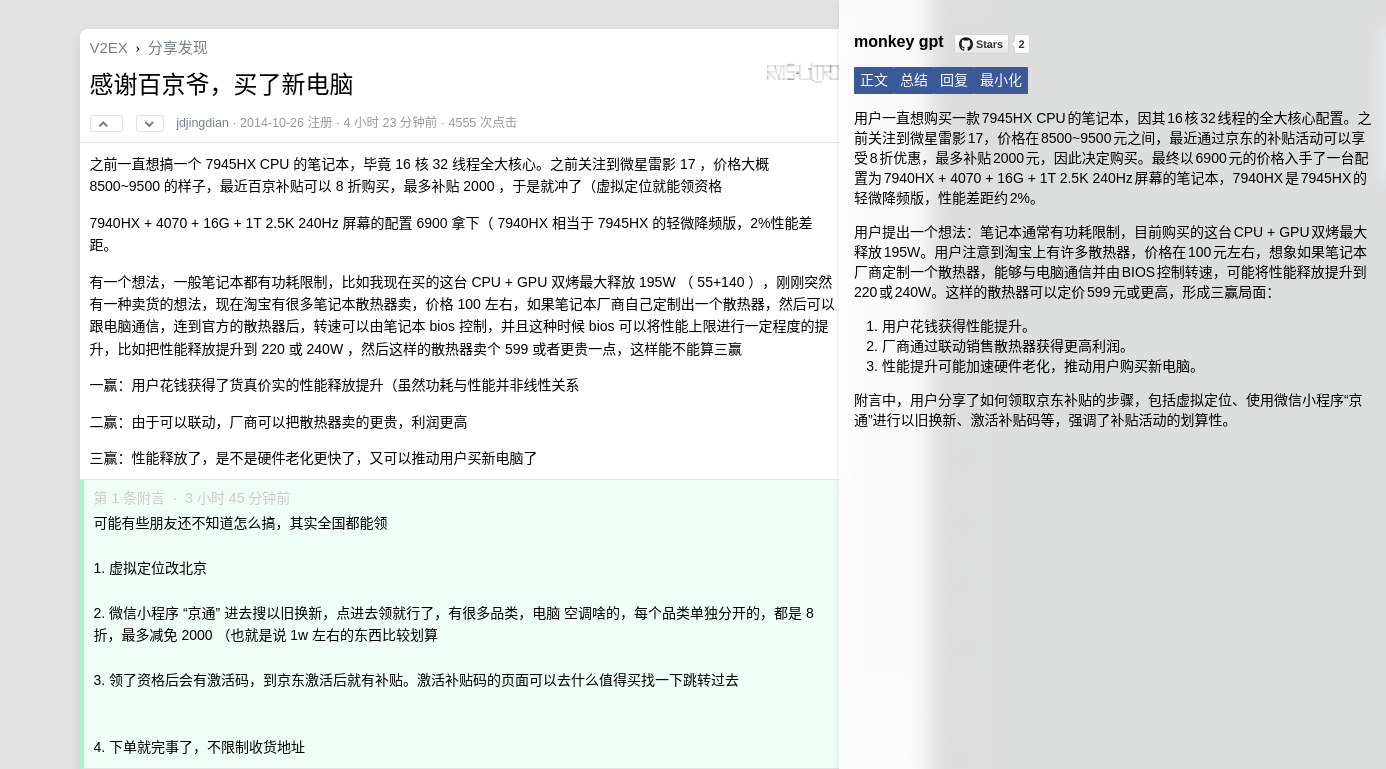 V2EX › 分享发现
感谢百京爷，买了新电脑
jdjingdian · 2014-10-26 注册 · 4 小时 23 分钟前 · 4555 次点击
之前一直想搞一个 7945HX CPU 的笔记本，毕竟 16 核 32 线程全大核心。之前关注到微星雷影 17 ，价格大概
8500~9500 的样子，最近百京补贴可以 8 折购买，最多补贴 2000 ，于是就冲了（虚拟定位就能领资格
7940HX + 4070 + 16G + 1T 2.5K 240Hz 屏幕的配置 6900 拿下（ 7940HX 相当于 7945HX 的轻微降频版，2%性能差
距。
有一个想法，一般笔记本都有功耗限制，比如我现在买的这台 CPU + GPU 双烤最大释放 195W （ 55+140 ），刚刚突然
有一种卖货的想法，现在淘宝有很多笔记本散热器卖，价格 100 左右，如果笔记本厂商自己定制出一个散热器，然后可以
跟电脑通信，连到官方的散热器后，转速可以由笔记本 bios 控制，并且这种时候 bios 可以将性能上限进行一定程度的提
升，比如把性能释放提升到 220 或 240W ，然后这样的散热器卖个 599 或者更贵一点，这样能不能算三赢
一赢：用户花钱获得了货真价实的性能释放提升（虽然功耗与性能并非线性关系
二赢：由于可以联动，厂商可以把散热器卖的更贵，利润更高
三赢：性能释放了，是不是硬件老化更快了，又可以推动用户买新电脑了
第 1 条附言 · 3 小时 45 分钟前
可能有些朋友还不知道怎么搞，其实全国都能领
1. 虚拟定位改北京
2. 微信小程序 “京通” 进去搜以旧换新，点进去领就行了，有很多品类，电脑 空调啥的，每个品类单独分开的，都是 8
折，最多减免 2000 （也就是说 1w 左右的东西比较划算
3. 领了资格后会有激活码，到京东激活后就有补贴。激活补贴码的页面可以去什么值得买找一下跳转过去
4. 下单就完事了，不限制收货地址
monkey gpt Stars 2
正文 总结 回复 最小化
用户一直想购买一款7945HX CPU的笔记本，因其16核32线程的全大核心配置。之
前关注到微星雷影17，价格在8500~9500元之间，最近通过京东的补贴活动可以享
受8折优惠，最多补贴2000元，因此决定购买。最终以6900元的价格入手了一台配
置为7940HX + 4070 + 16G + 1T 2.5K 240Hz屏幕的笔记本，7940HX是7945HX的
轻微降频版，性能差距约2%。
用户提出一个想法：笔记本通常有功耗限制，目前购买的这台CPU + GPU双烤最大
释放195W。用户注意到淘宝上有许多散热器，价格在100元左右，想象如果笔记本
厂商定制一个散热器，能够与电脑通信并由BIOS控制转速，可能将性能释放提升到
220或240W。这样的散热器可以定价599元或更高，形成三赢局面：
1. 用户花钱获得性能提升。
2. 厂商通过联动销售散热器获得更高利润。
3. 性能提升可能加速硬件老化，推动用户购买新电脑。
附言中，用户分享了如何领取京东补贴的步骤，包括虚拟定位、使用微信小程序“京
通”进行以旧换新、激活补贴码等，强调了补贴活动的划算性。